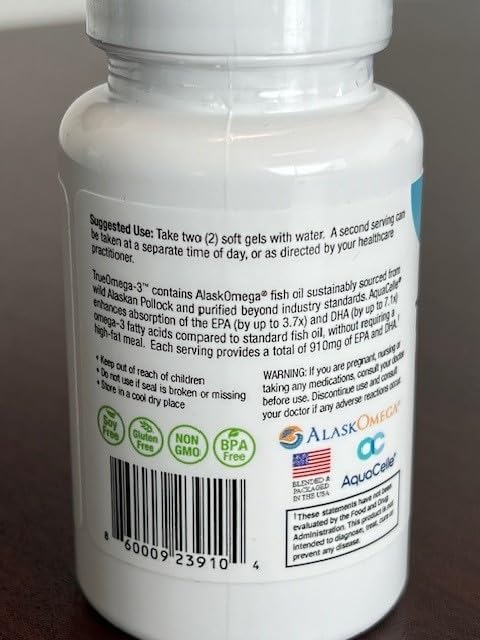 Suggested Use: Take two (2) soft gels with water. A second serving can
be taken at a separate time of day, or as directed by your healthcare
practitioner.
TrueOmega-3™ contains AlaskOmega® fish oil sustainably sourced from
wild Alaskan Pollock and purified beyond industry standards. AquaCelle®
enhances absorption of the EPA (by up to 3.7x) and DHA (by up to 7.1x)
omega-3 fatty acids compared to standard fish oil, without requiring a
high-fat meal. Each serving provides a total of 910mg of EPA and DHA.†
• Keep out of reach of children
• Do not use if seal is broken or missing
• Store in a cool dry place
WARNING: If you are pregnant, nursing or
taking any medications, consult your doctor
before use. Discontinue use and consult
your doctor if any adverse reactions occur.
Soy
Free
Gluten
Free
NON
GMO
BPA
Free
ALASKOMEGA®
BLENDED &
PACKAGED
IN THE USA
AquaCelle®
8 60009 23910 4
†These statements have not been
evaluated by the Food and Drug
Administration. This product is not
intended to diagnose, treat, cure or
prevent any disease.